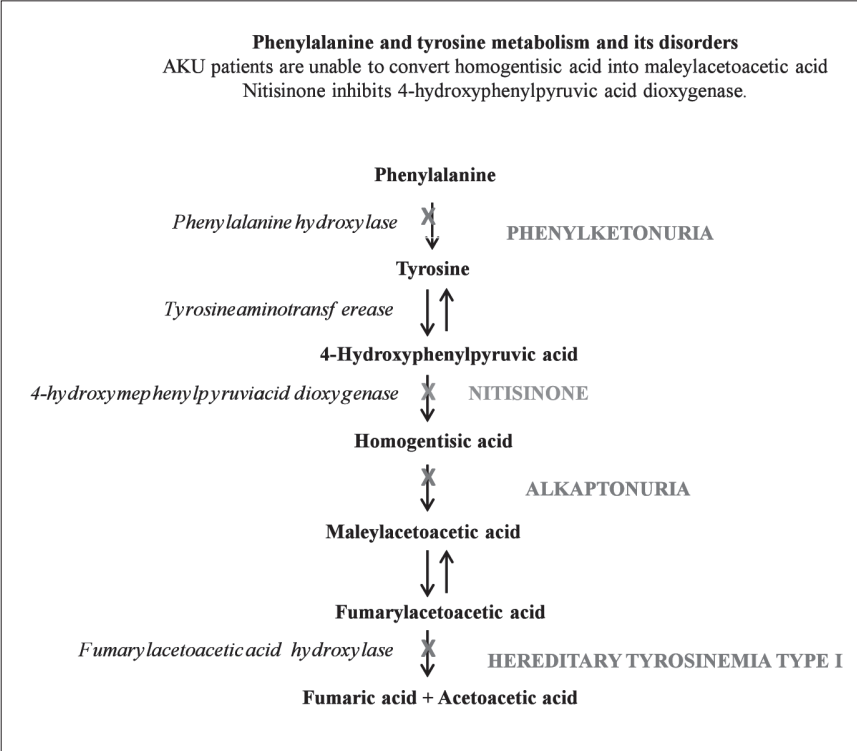 Phenylalanine and tyrosine metabolism and its disorders
AKU patients are unable to convert homogentisic acid into maleylacetoacetic acid
Nitisinone inhibits 4-hydroxyphenylpyruvic acid dioxygenase.
Phenylalanine
Phenylalanine hydroxylase
X
PHENYLKETONURIA
Tyrosine
Tyrosineaminotransf erease
4-Hydroxyphenylpyruvic acid
4-hydroxymephenylpyruviacid dioxygenase
X
NITISINONE
Homogentisic acid
X
ALKAPTONURIA
Maleylacetoacetic acid
Fumarylacetoacetic acid
Fumarylacetoaceticacid hydroxylase
X
HEREDITARY TYROSINEMIA TYPE I
Fumaric acid + Acetoacetic acid